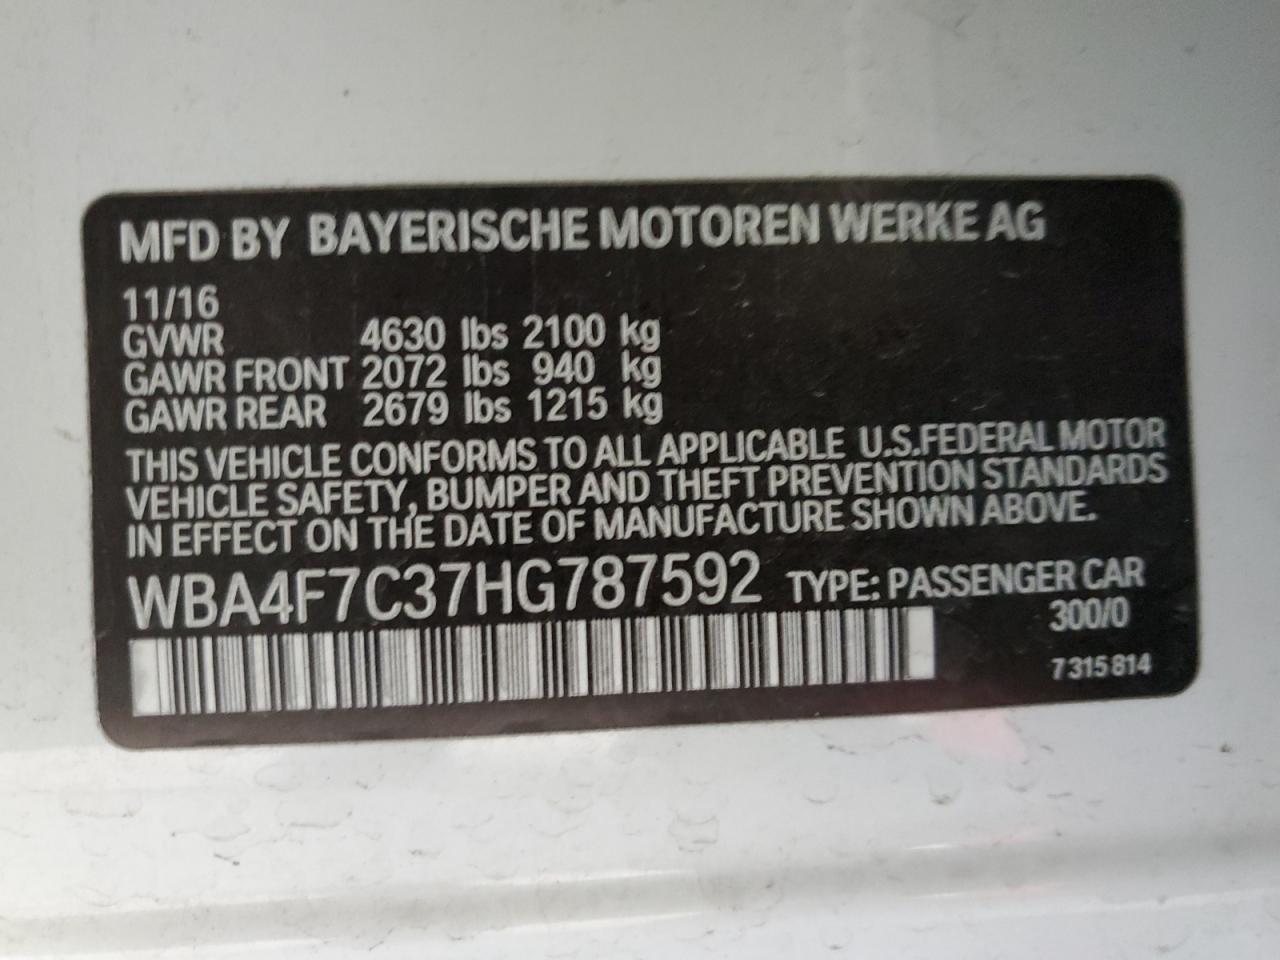 MFD BY BAYERISCHE MOTOREN WERKE AG
11/16
GVWR 4630 lbs 2100 kg
GAWR FRONT 2072 lbs 940 kg
GAWR REAR 2679 lbs 1215 kg
THIS VEHICLE CONFORMS TO ALL APPLICABLE U.S.FEDERAL MOTOR
VEHICLE SAFETY, BUMPER AND THEFT PREVENTION STANDARDS
IN EFFECT ON THE DATE OF MANUFACTURE SHOWN ABOVE.
WBA4F7C37HG787592 TYPE: PASSENGER CAR
300/0
7 315 814